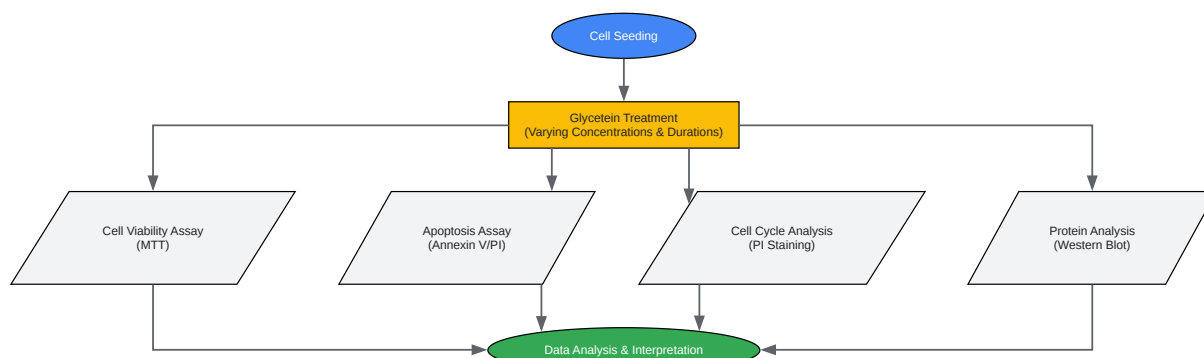 Cell Seeding
Glycetein Treatment
(Varying Concentrations & Durations)
Cell Viability Assay
(MTT)
Apoptosis Assay
(Annexin V/PI)
Cell Cycle Analysis
(PI Staining)
Protein Analysis
(Western Blot)
Data Analysis & Interpretation